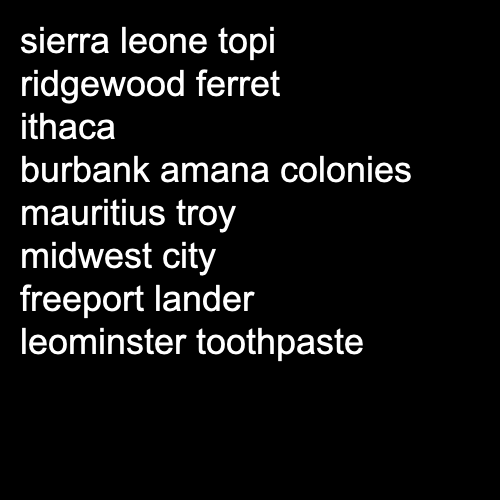 sierra leone topi
ridgewood ferret
ithaca
burbank amana colonies
mauritius troy
midwest city
freeport lander
leominster toothpaste